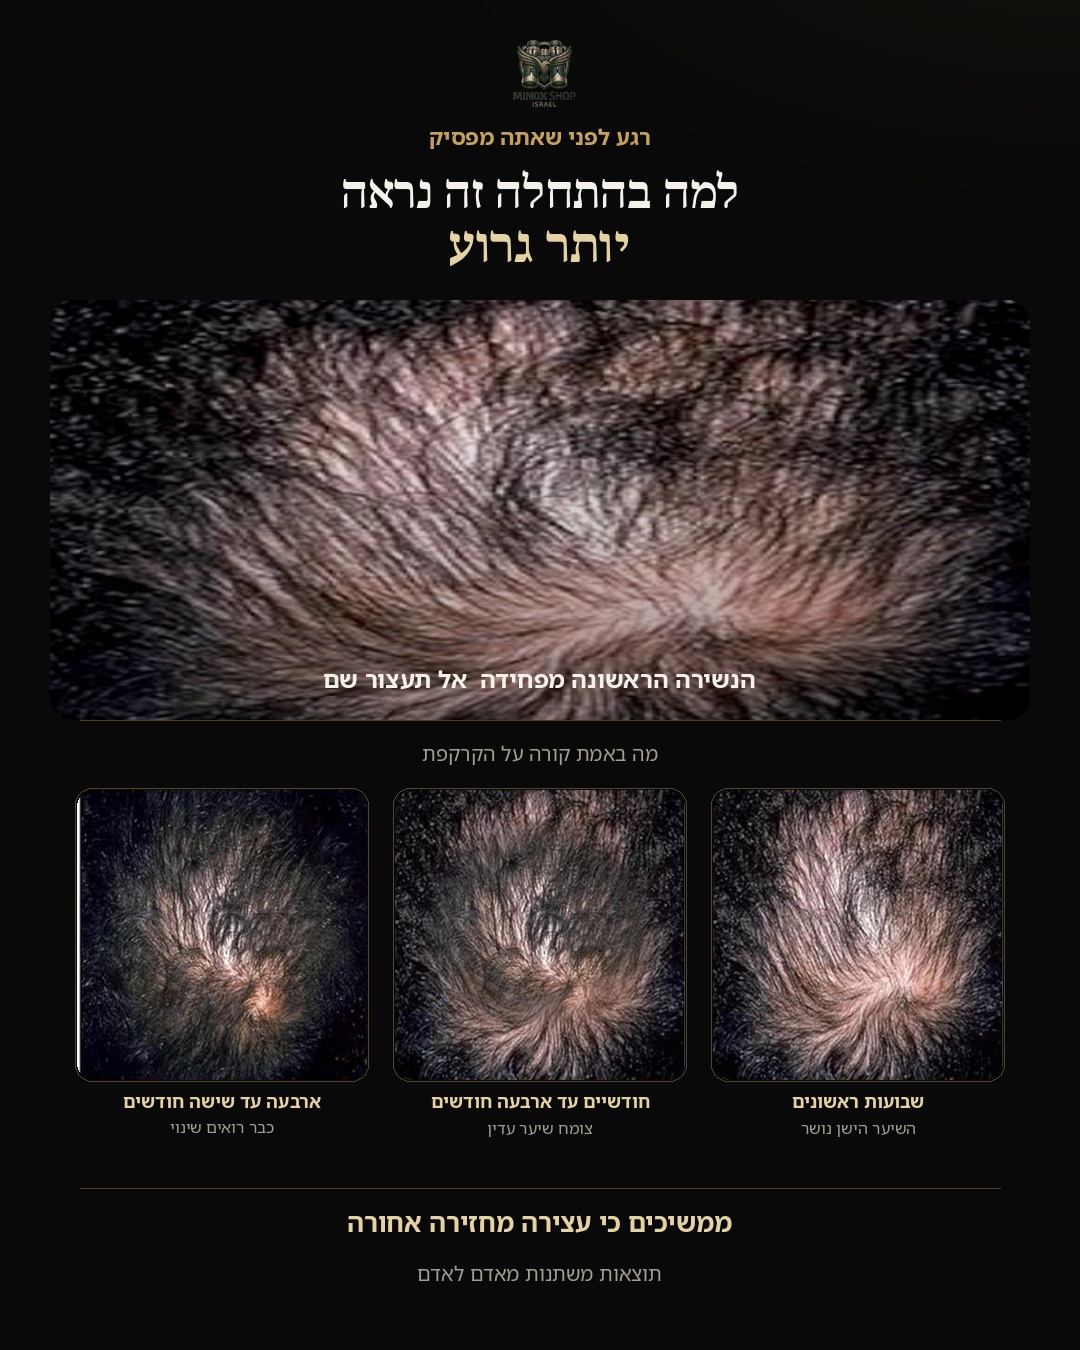 MINOX SHOP
ISRAEL
רגע לפני שאתה מפסיק
למה בהתחלה זה נראה
יותר גרוע
הנשירה הראשונה מפחידה אל תעצור שם
מה באמת קורה על הקרקפת
שבועות ראשונים
השיער הישן נושר
חודשיים עד ארבעה חודשים
צומח שיער עדין
ארבעה עד שישה חודשים
כבר רואים שינוי
ממשיכים כי עצירה מחזירה אחורה
תוצאות משתנות מאדם לאדם